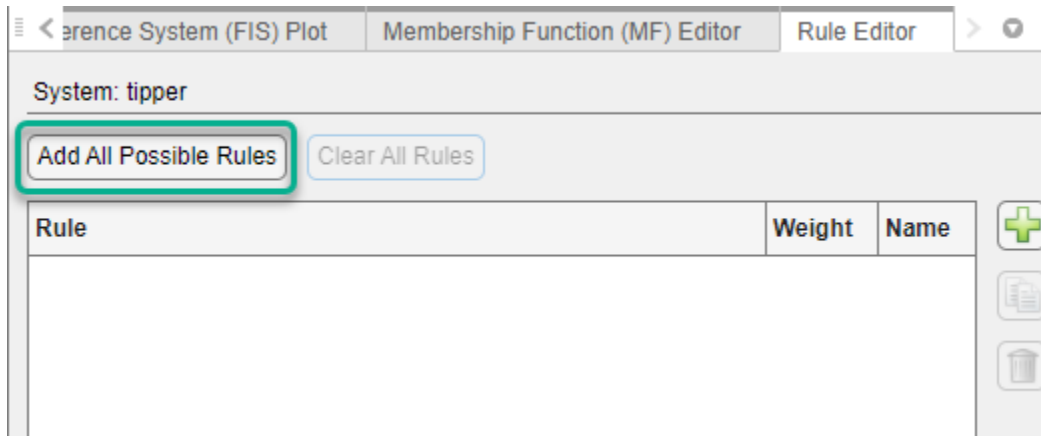 erence System (FIS) Plot Membership Function (MF) Editor Rule Editor
System: tipper
Add All Possible Rules Clear All Rules
Rule Weight Name